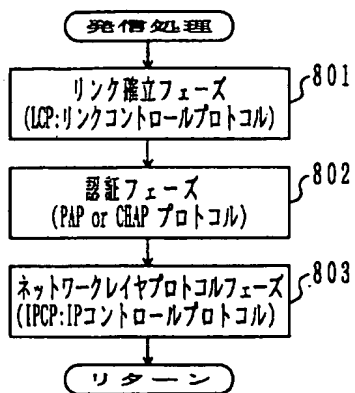 発信処理
リンク確立フェーズ
(LCP:リンクコントロールプロトコル)
801
認証フェーズ
(PAP or CHAP プロトコル)
802
ネットワークレイヤプロトコルフェーズ
(IPCP:IPコントロールプロトコル)
803
リターン